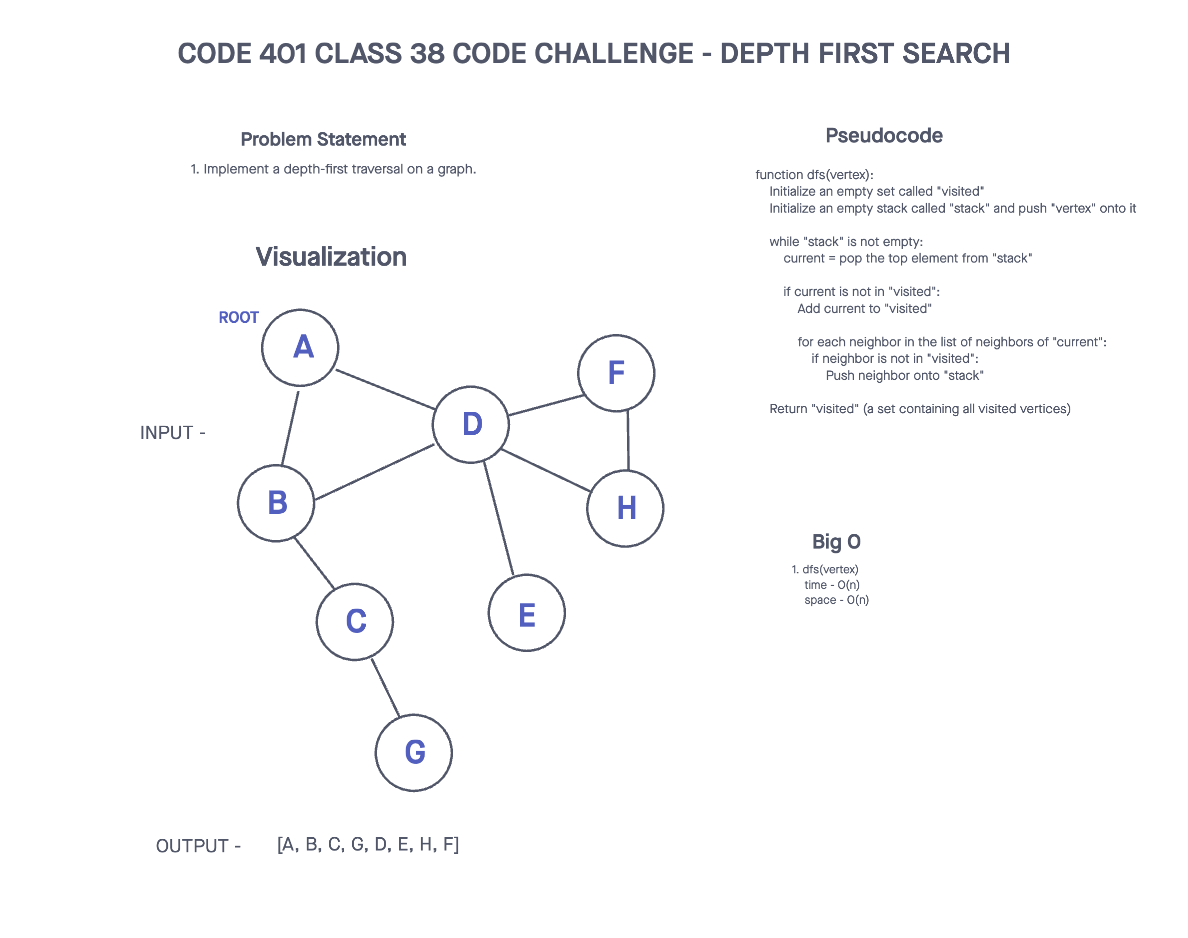 CODE 401 CLASS 38 CODE CHALLENGE - DEPTH FIRST SEARCH
Problem Statement
1. Implement a depth-first traversal on a graph.
Visualization
ROOT
A
F
D
INPUT -
B
H
C
E
G
OUTPUT - [A, B, C, G, D, E, H, F]
Pseudocode
function dfs(vertex):
Initialize an empty set called "visited"
Initialize an empty stack called "stack" and push "vertex" onto it
while "stack" is not empty:
current = pop the top element from "stack"
if current is not in "visited":
Add current to "visited"
for each neighbor in the list of neighbors of "current":
if neighbor is not in "visited":
Push neighbor onto "stack"
Return "visited" (a set containing all visited vertices)
Big O
1. dfs(vertex)
time - O(n)
space - O(n)